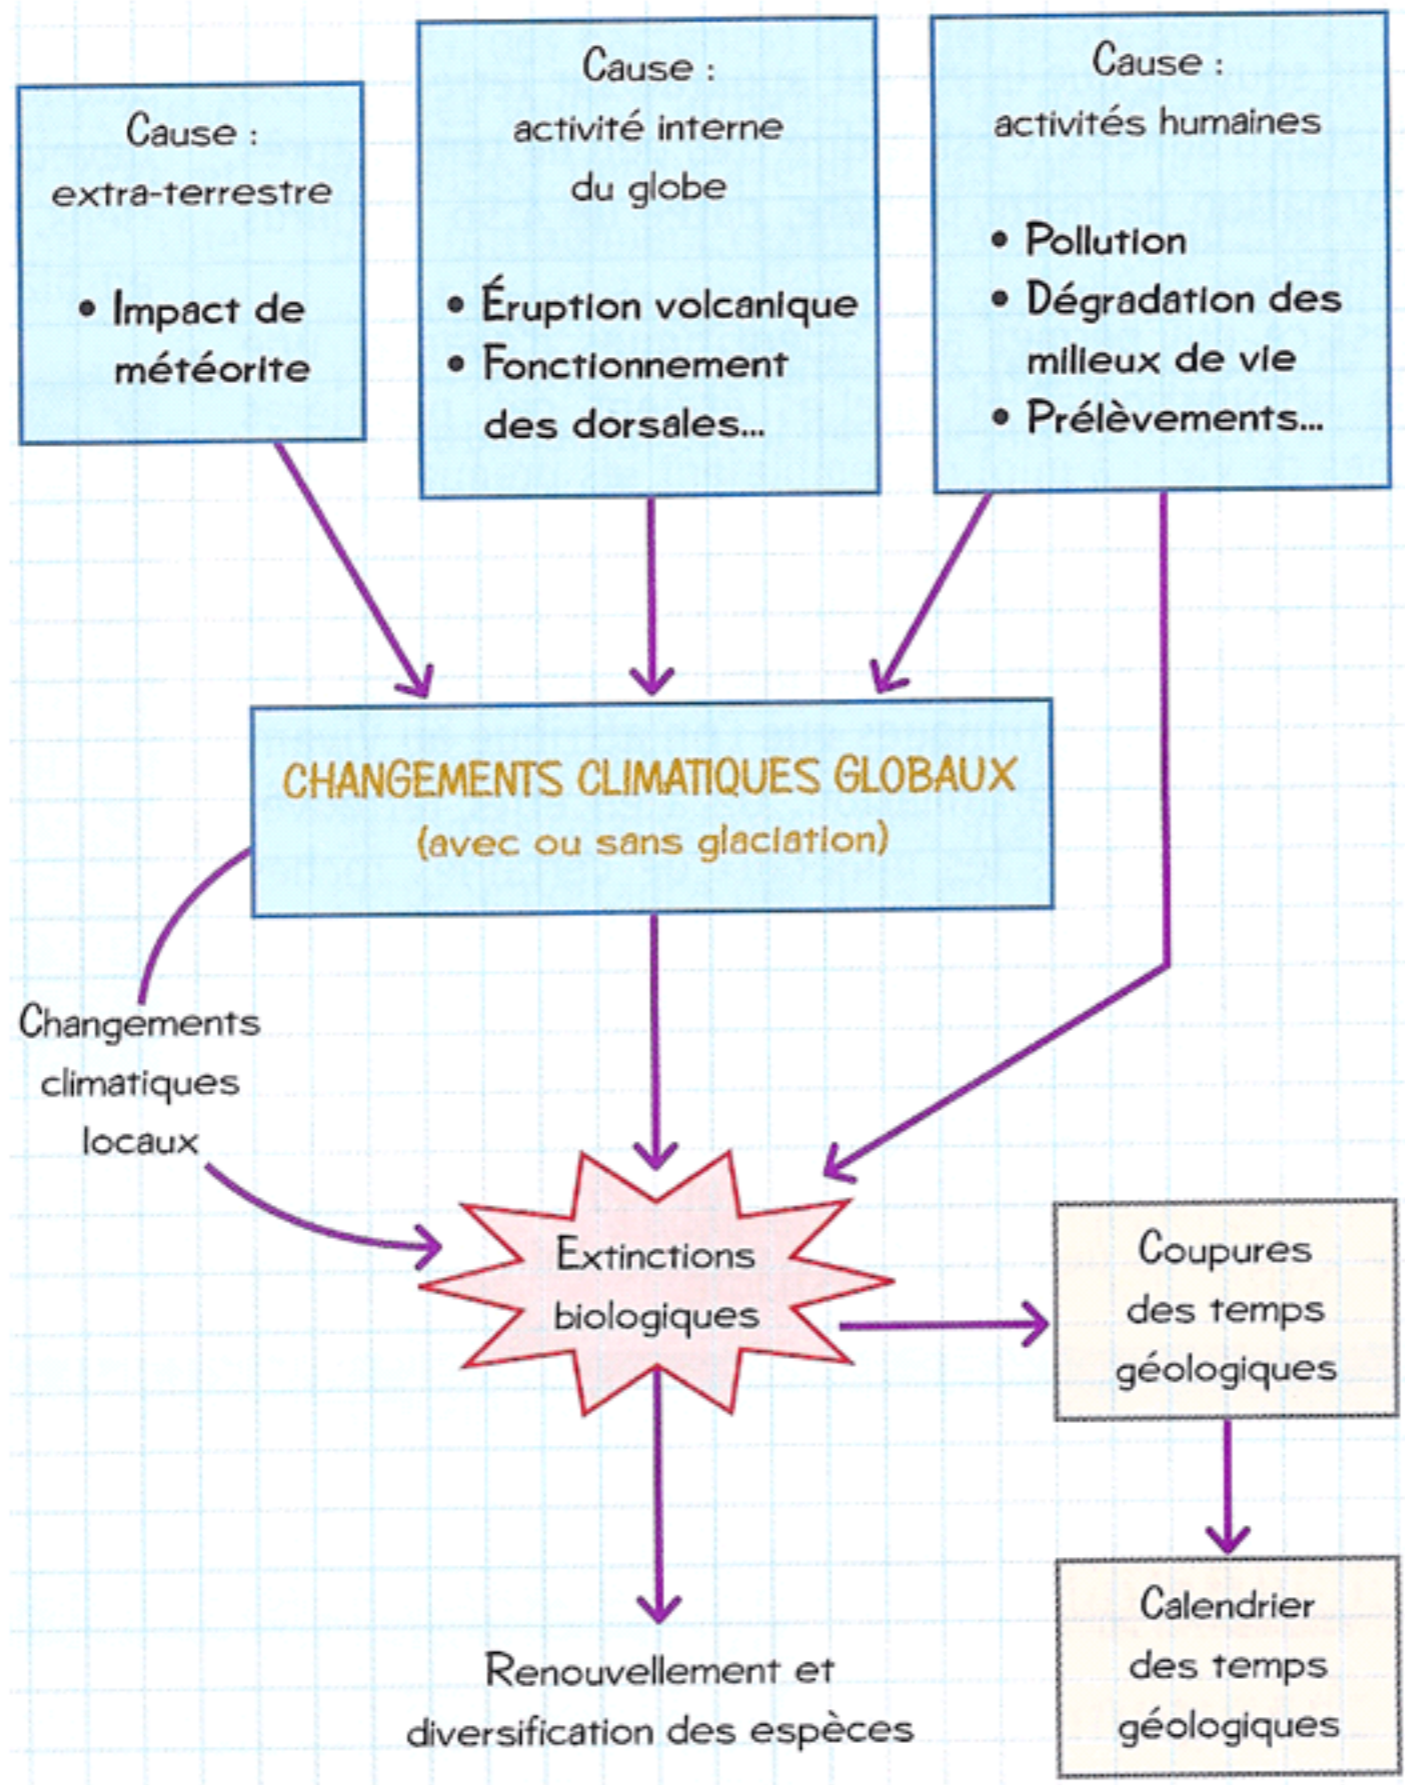 Cause :
extra-terrestre
• Impact de
météorite
Cause :
activité interne
du globe
• Éruption volcanique
• Fonctionnement
des dorsales...
Cause :
activités humaines
• Pollution
• Dégradation des
milieux de vie
• Prélèvements...
CHANGEMENTS CLIMATIQUES GLOBAUX
(avec ou sans glaciation)
Changements
climatiques
locaux
Extinctions
biologiques
Coupures
des temps
géologiques
Renouvellement et
diversification des espèces
Calendrier
des temps
géologiques